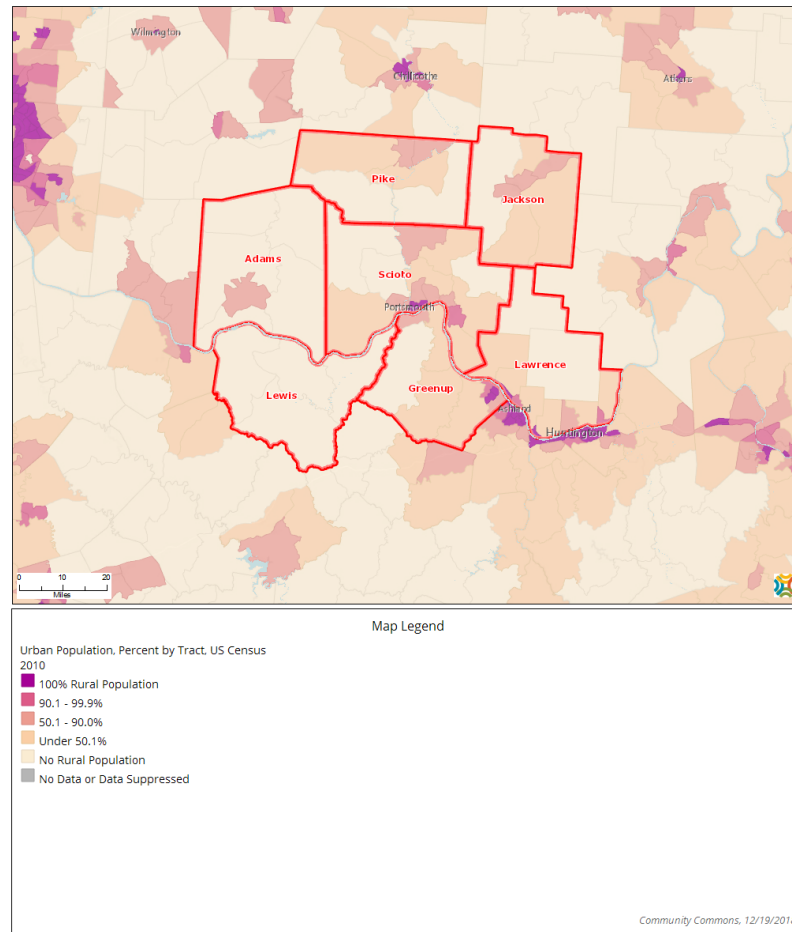 Wilmington
Chillicothe
Athens
Pike
Jackson
Adams
Scioto
Portsmouth
Lawrence
Lewis
Greenup
Ashland
Huntington
0 10 20
Miles
Map Legend
Urban Population, Percent by Tract, US Census
2010
100% Rural Population
90.1 - 99.9%
50.1 - 90.0%
Under 50.1%
No Rural Population
No Data or Data Suppressed
Community Commons, 12/19/2018